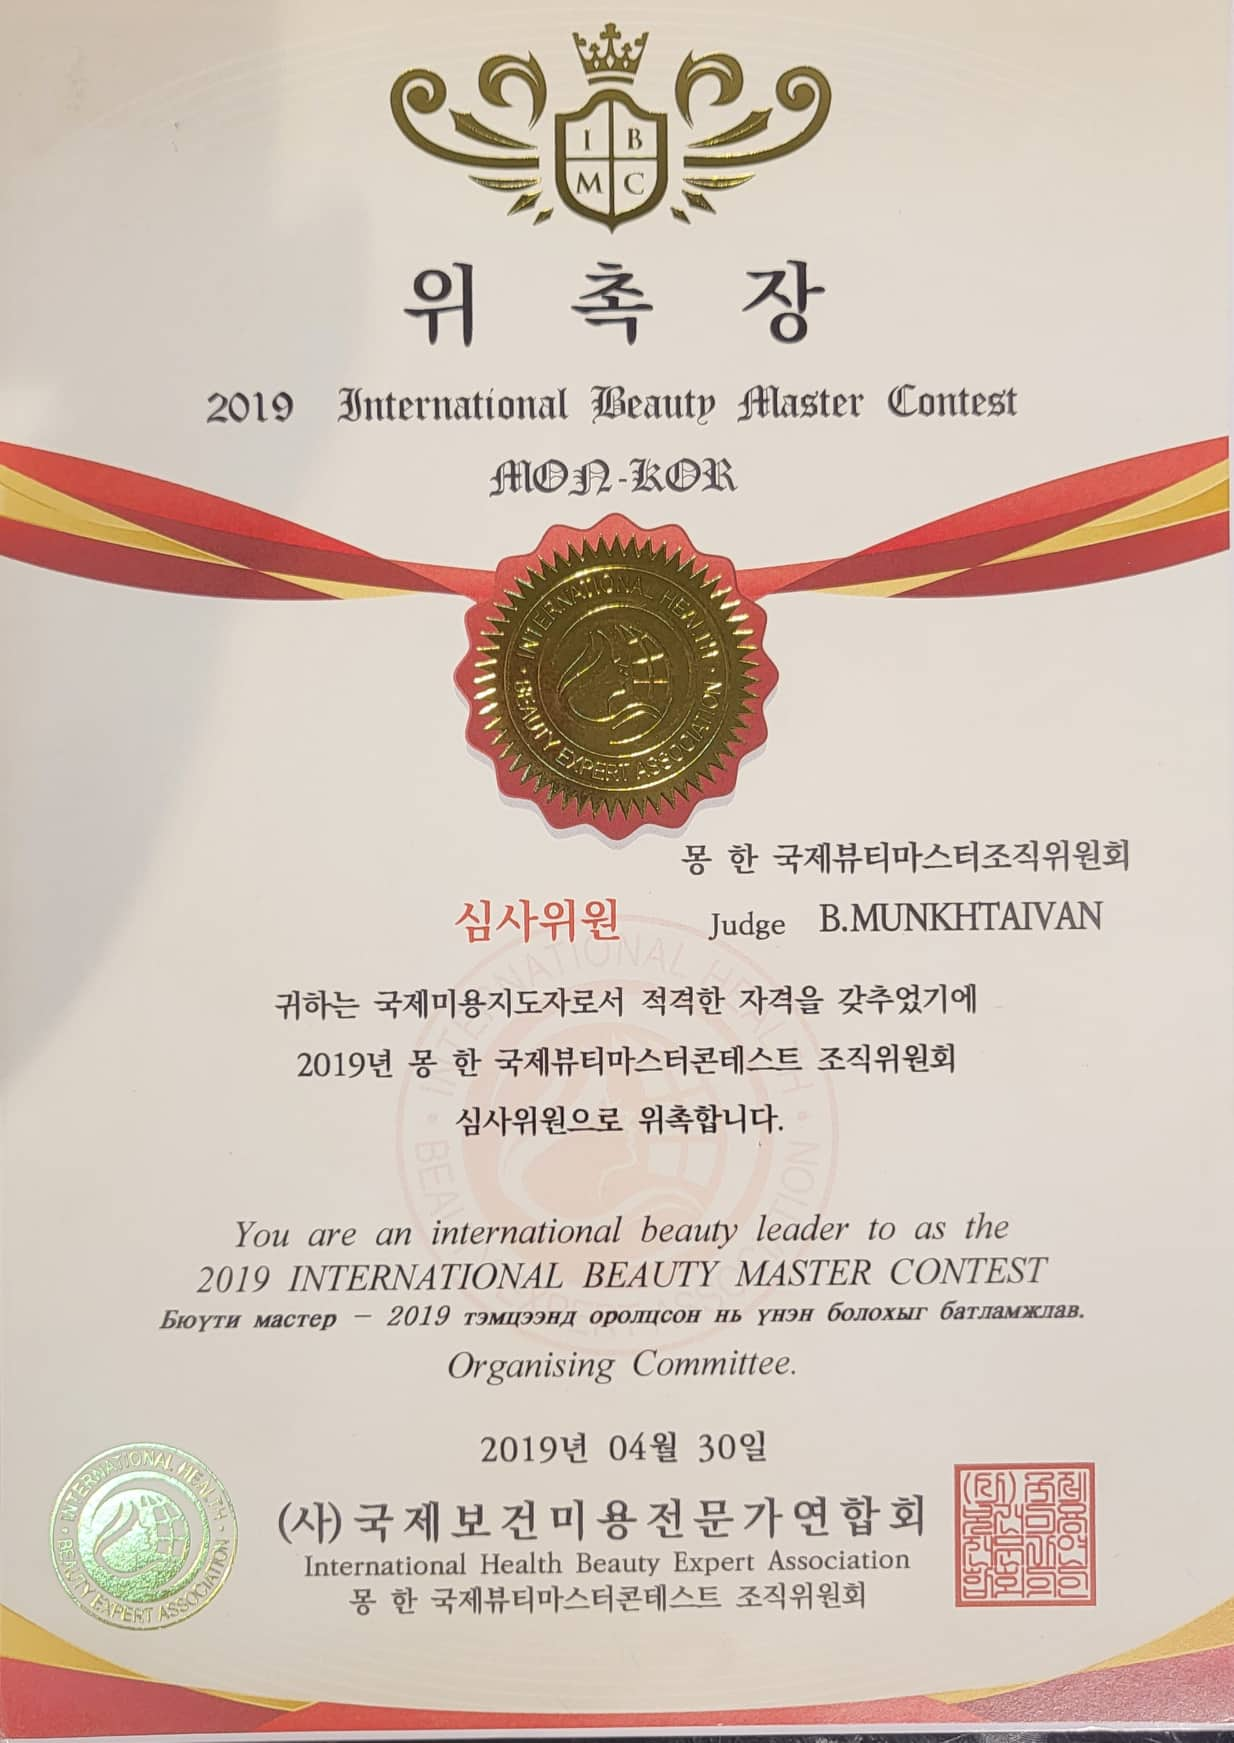 I B
M C
위 촉 장
2019 International Beauty Master Contest
MON-KOR
INTERNATIONAL HEALTH
BEAUTY EXPERT ASSOCIATION
몽 한 국제뷰티마스터조직위원회
심사위원 Judge B.MUNKHTAIVAN
INTERNATIONAL HEALTH
BEAUTY EXPERT ASSOCIATION
귀하는 국제미용지도자로서 적격한 자격을 갖추었기에
2019년 몽 한 국제뷰티마스터콘테스트 조직위원회
심사위원으로 위촉합니다.
You are an international beauty leader to as the
2019 INTERNATIONAL BEAUTY MASTER CONTEST
Бюүти мастер – 2019 тэмцээнд оролцсон нь үнэн болохыг батламжлав.
Organising Committee.
2019년 04월 30일
INTERNATIONAL HEALTH
BEAUTY EXPERT ASSOCIATION
(사)국제보건미용전문가연합회
International Health Beauty Expert Association
몽 한 국제뷰티마스터콘테스트 조직위원회